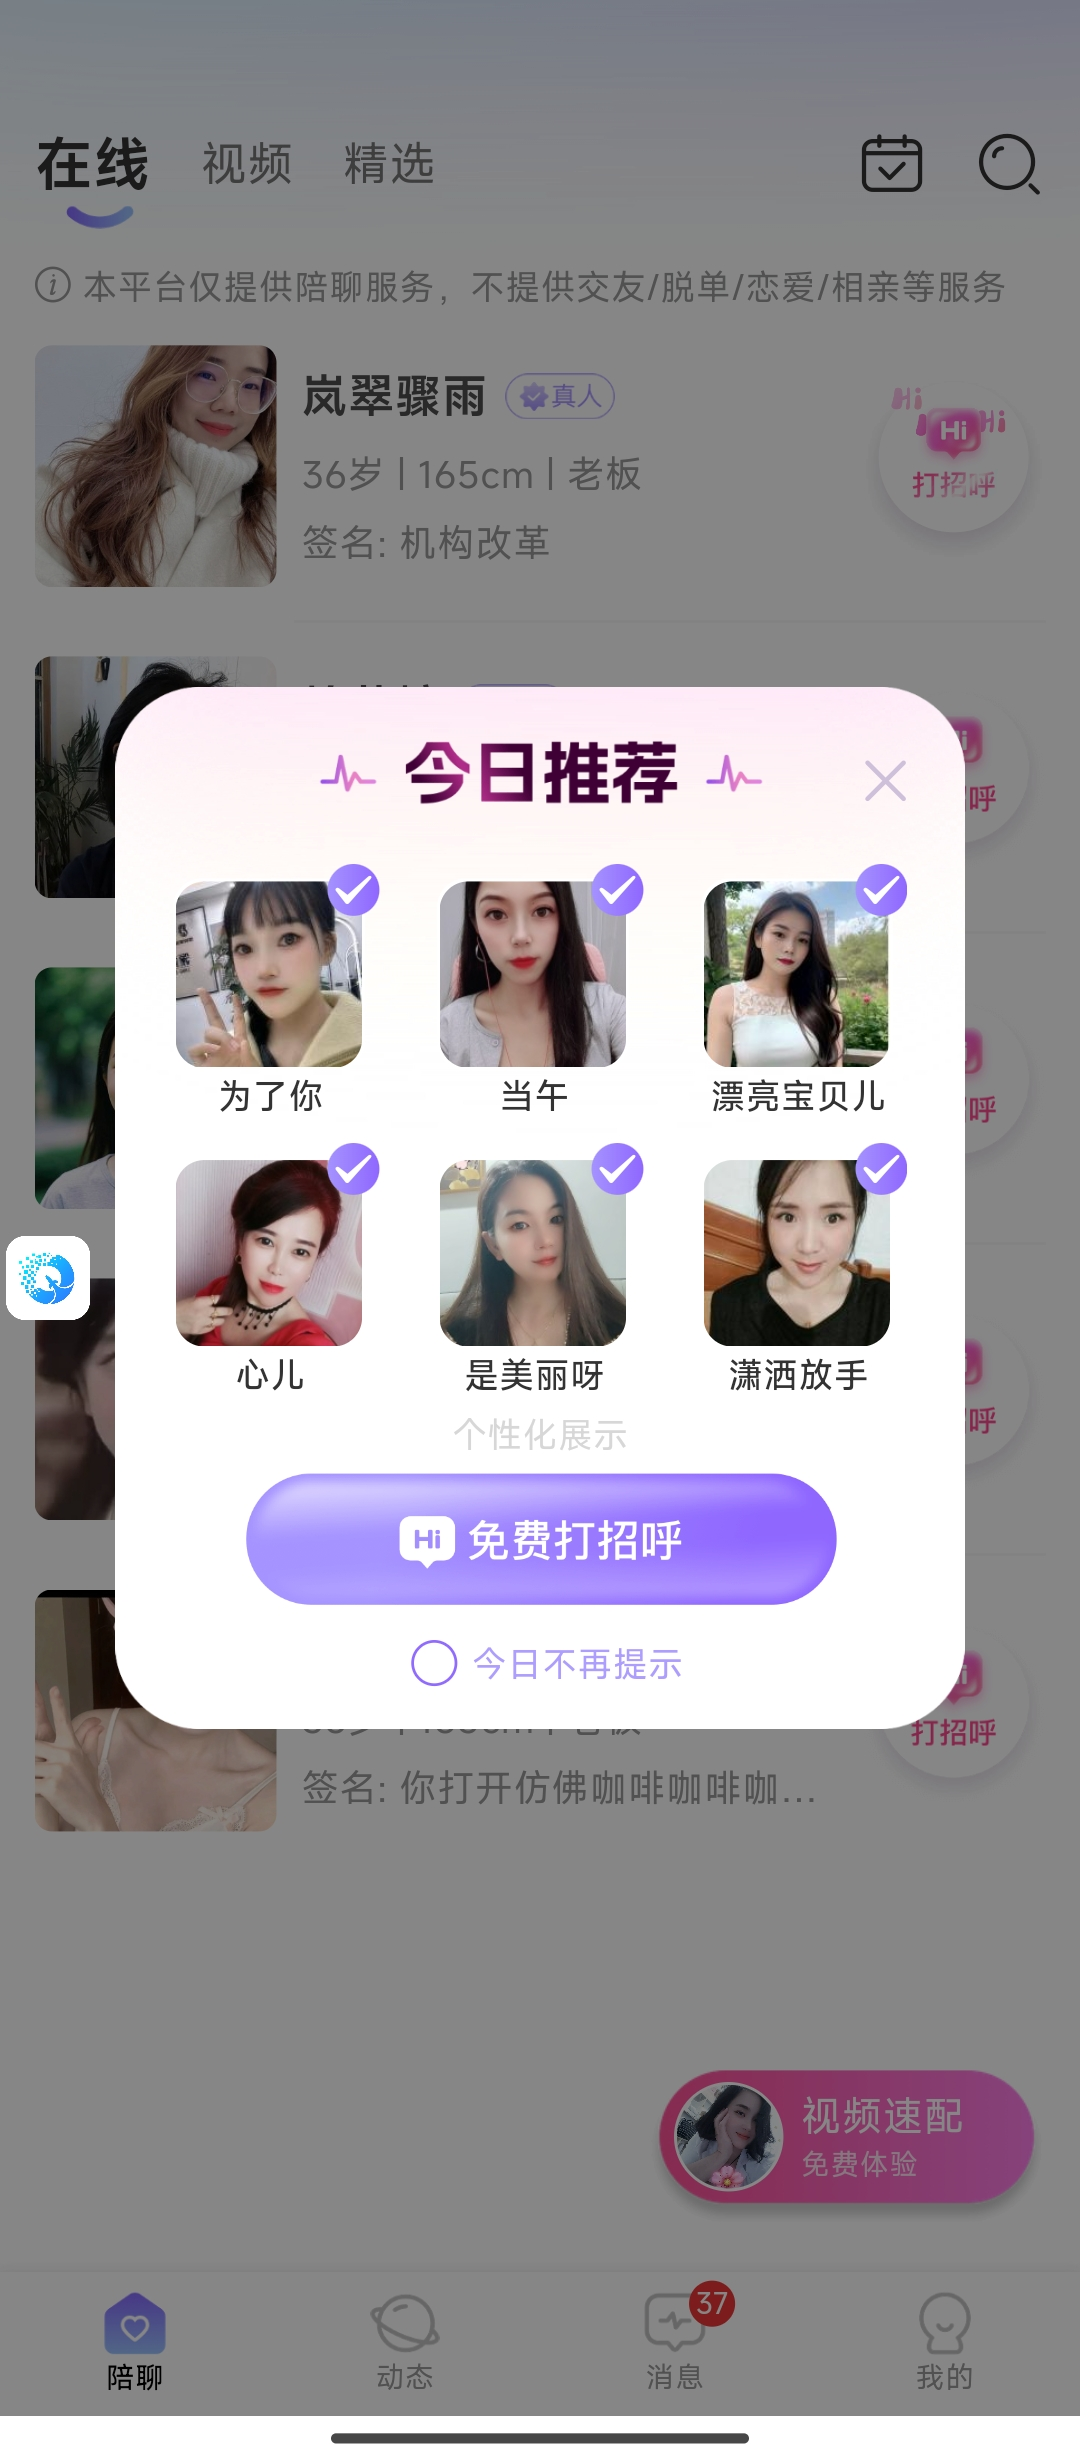 在线 视频 精选
本平台仅提供陪聊服务，不提供交友/脱单/恋爱/相亲等服务
岚翠骤雨 真人
36岁 | 165cm | 老板
签名: 机构改革
Hi Hi Hi
打招呼
今日推荐
呼
为了你 当午 漂亮宝贝儿
呼
心儿 是美丽呀 潇洒放手
呼
个性化展示
Hi 免费打招呼
今日不再提示
打招呼
签名: 你打开仿佛咖啡咖啡咖...
视频速配
免费体验
37
陪聊 动态 消息 我的